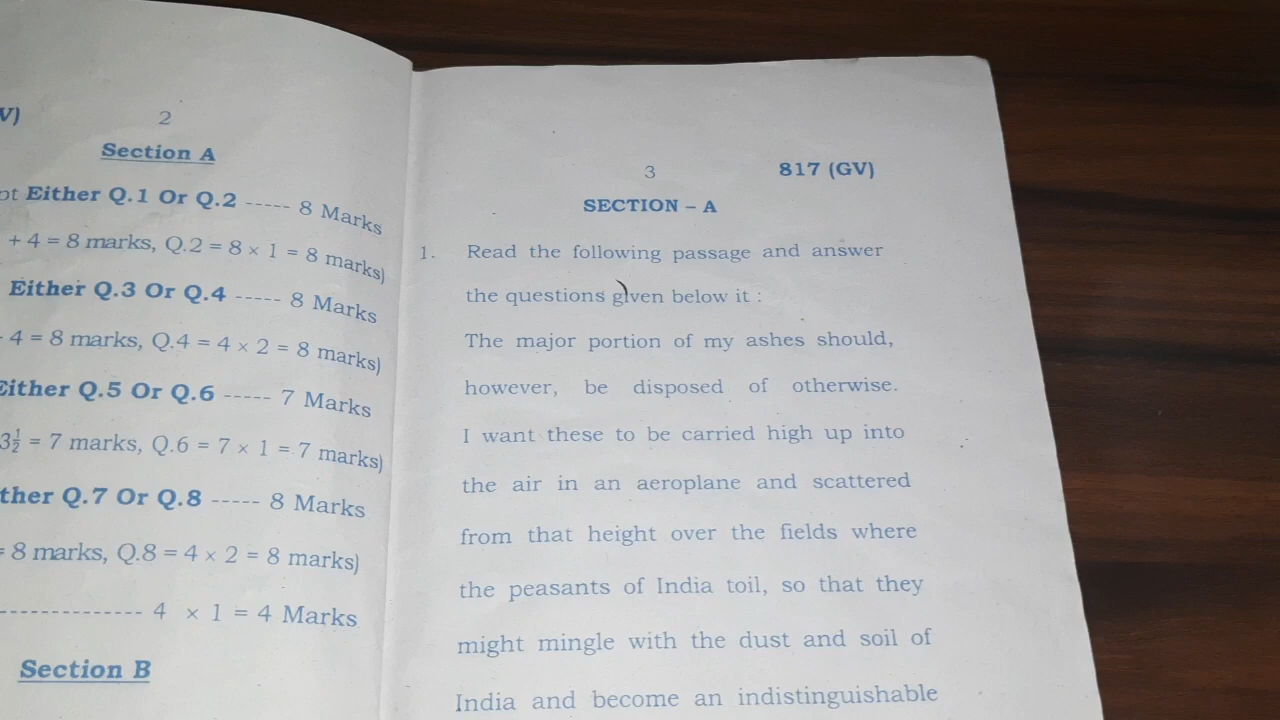 V)
2
Section A
Either Q.1 Or Q.2 ----- 8 Marks
+ 4 = 8 marks, Q.2 = 8 × 1 = 8 marks)
Either Q.3 Or Q.4 ----- 8 Marks
4 = 8 marks, Q.4 = 4 × 2 = 8 marks)
Either Q.5 Or Q.6 ----- 7 Marks
3½ = 7 marks, Q.6 = 7 × 1 = 7 marks)
ther Q.7 Or Q.8 ----- 8 Marks
= 8 marks, Q.8 = 4 × 2 = 8 marks)
-------------- 4 × 1 = 4 Marks
Section B
3 817 (GV)
SECTION – A
1. Read the following passage and answer
the questions given below it :
The major portion of my ashes should,
however, be disposed of otherwise.
I want these to be carried high up into
the air in an aeroplane and scattered
from that height over the fields where
the peasants of India toil, so that they
might mingle with the dust and soil of
India and become an indistinguishable